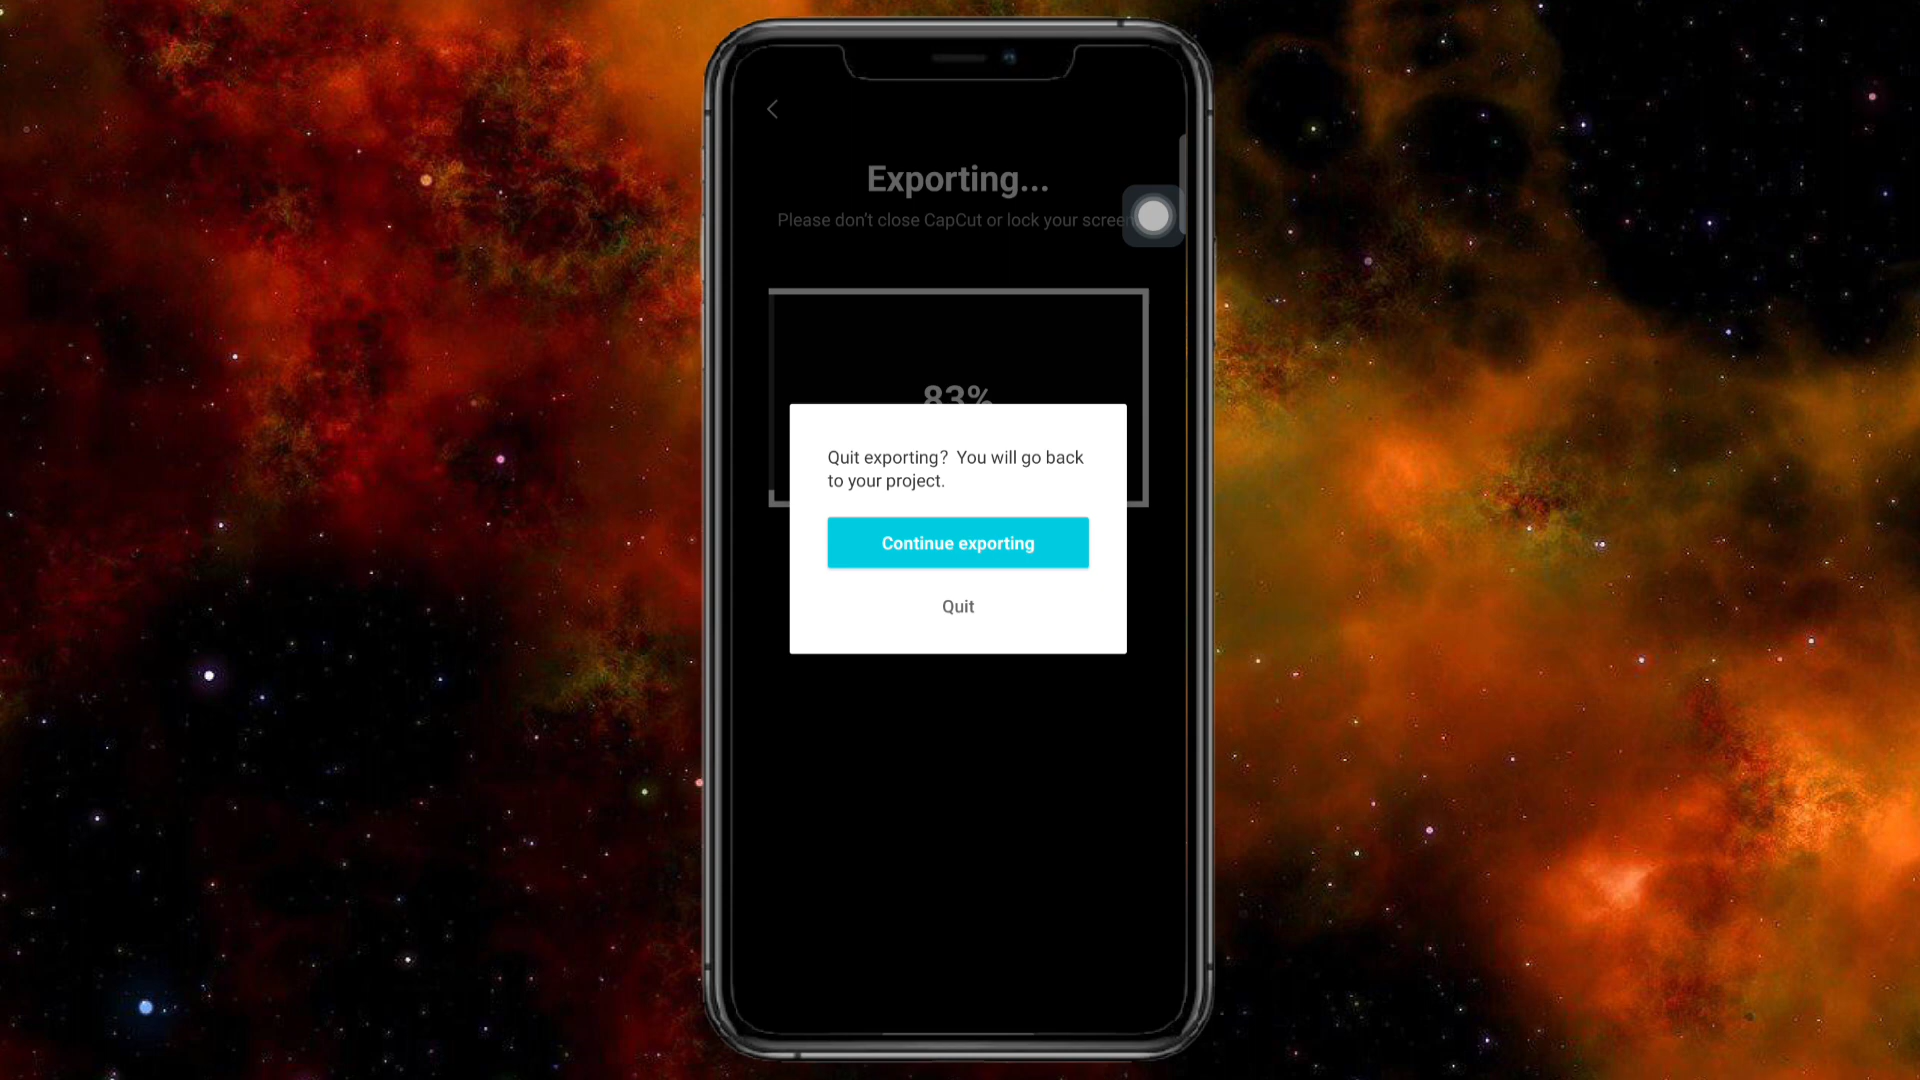 Exporting...
Please don't close CapCut or lock your screen
83%
Quit exporting? You will go back
to your project.
Continue exporting
Quit